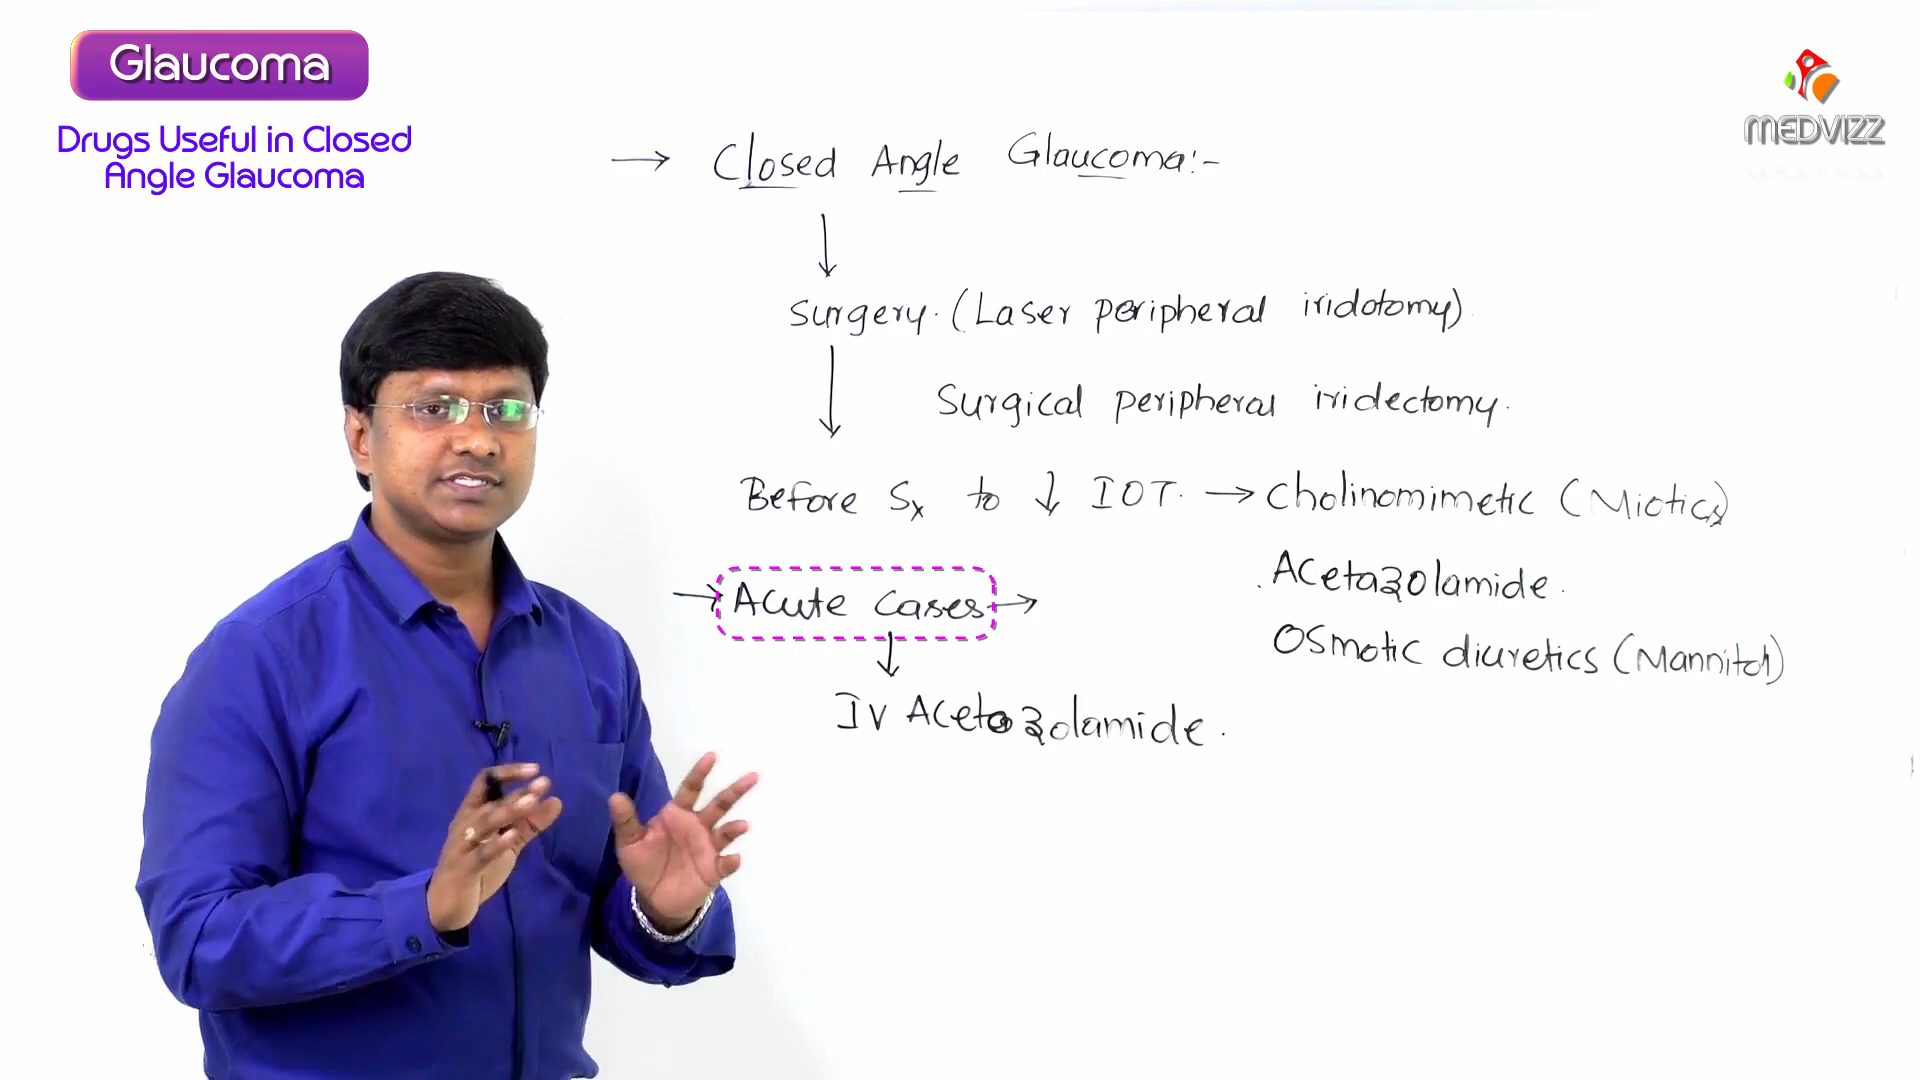 Glaucoma
Drugs Useful in Closed
Angle Glaucoma
MEDVIZZ
→ Closed Angle Glaucoma:-
Surgery. (Laser peripheral iridotomy)
Surgical peripheral iridectomy.
Before Sx to ↓ IOT. → Cholinomimetic (Miotics)
. Acetazolamide.
Osmotic diuretics (Mannitol)
→ Acute cases →
IV Acetazolamide.